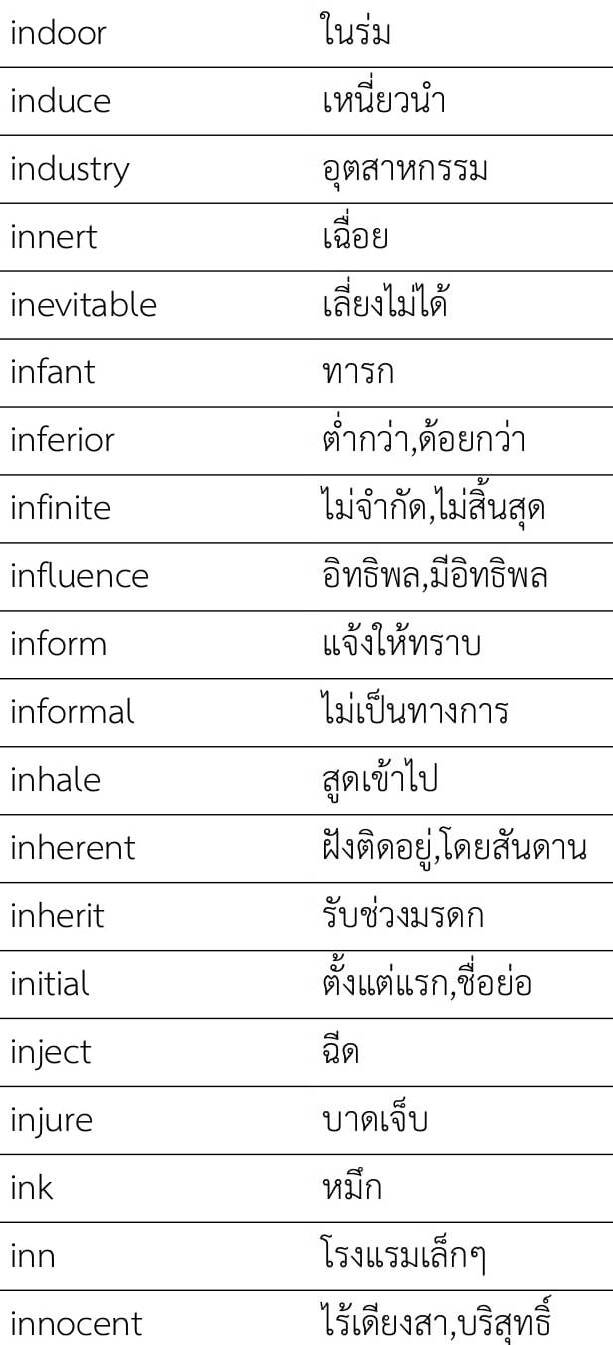 indoor ในร่ม
induce เหนี่ยวนำ
industry อุตสาหกรรม
innert เฉื่อย
inevitable เลี่ยงไม่ได้
infant ทารก
inferior ต่ำกว่า,ด้อยกว่า
infinite ไม่จำกัด,ไม่สิ้นสุด
influence อิทธิพล,มีอิทธิพล
inform แจ้งให้ทราบ
informal ไม่เป็นทางการ
inhale สูดเข้าไป
inherent ฝังติดอยู่,โดยสันดาน
inherit รับช่วงมรดก
initial ตั้งแต่แรก,ชื่อย่อ
inject ฉีด
injure บาดเจ็บ
ink หมึก
inn โรงแรมเล็กๆ
innocent ไร้เดียงสา,บริสุทธิ์